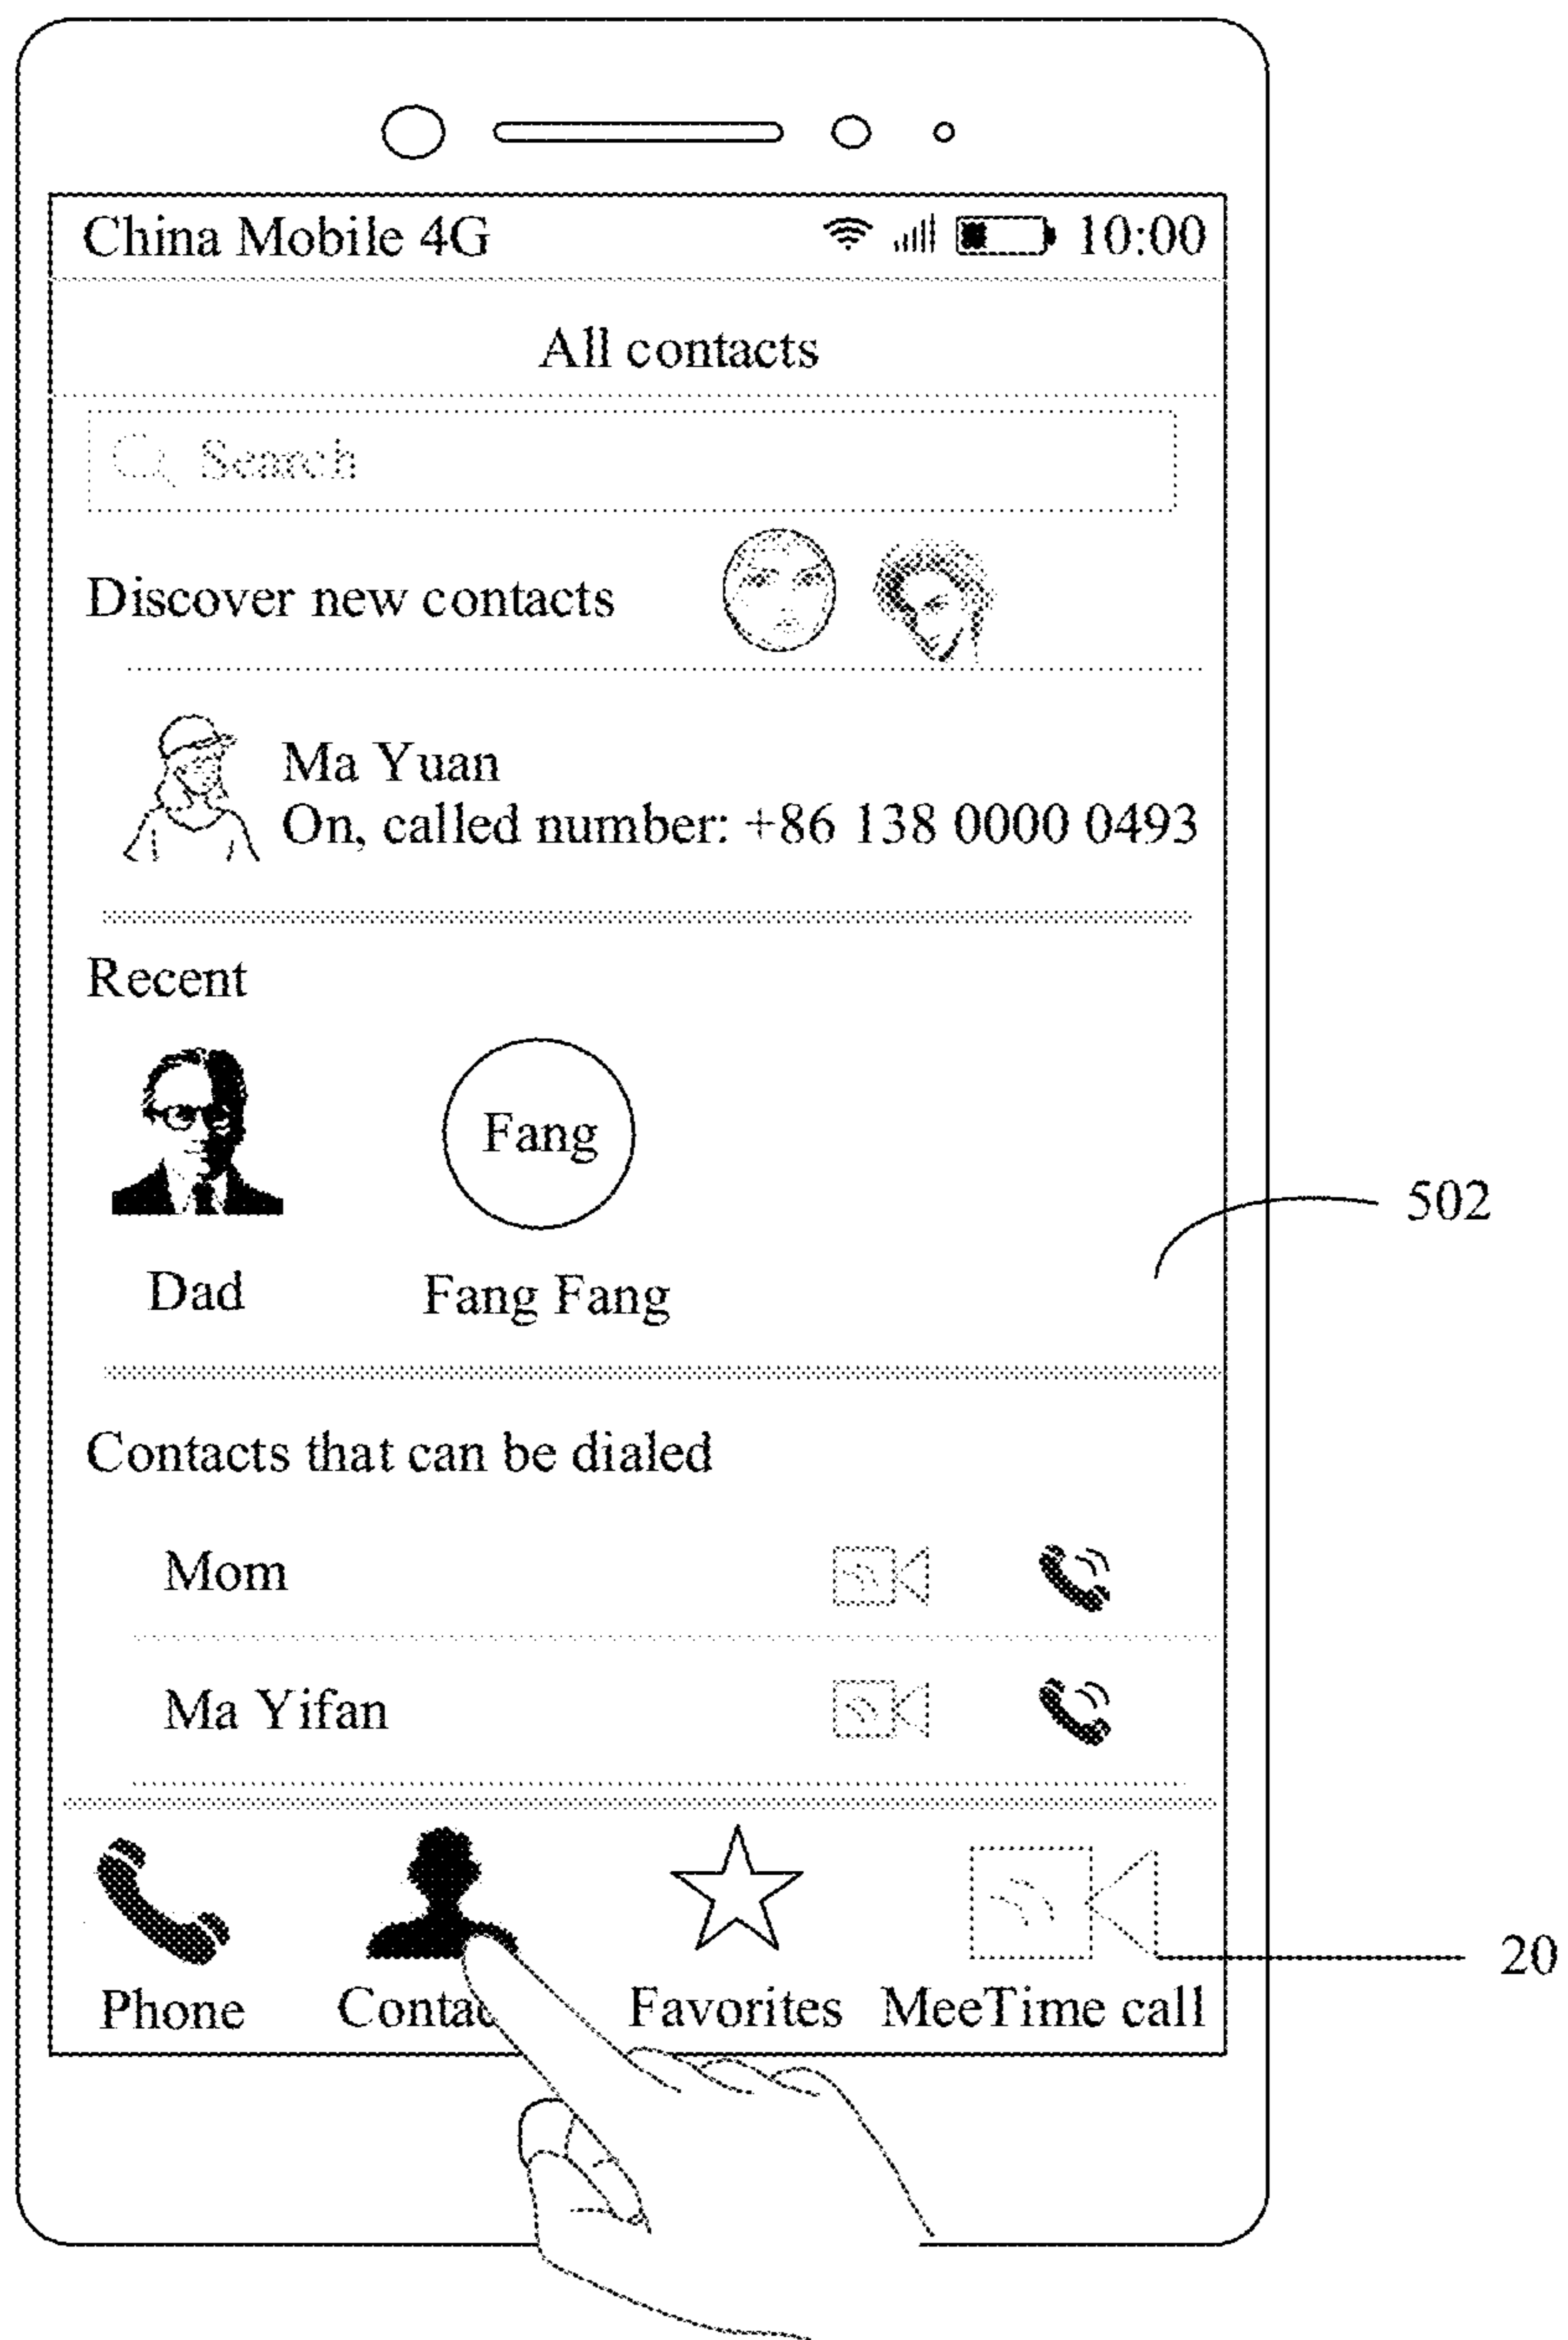 China Mobile 4G 10:00
All contacts
Search
Discover new contacts
Ma Yuan
On, called number: +86 138 0000 0493
Recent
Fang
502
Dad Fang Fang
Contacts that can be dialed
Mom
Ma Yifan
20
Phone Contac Favorites MeeTime call